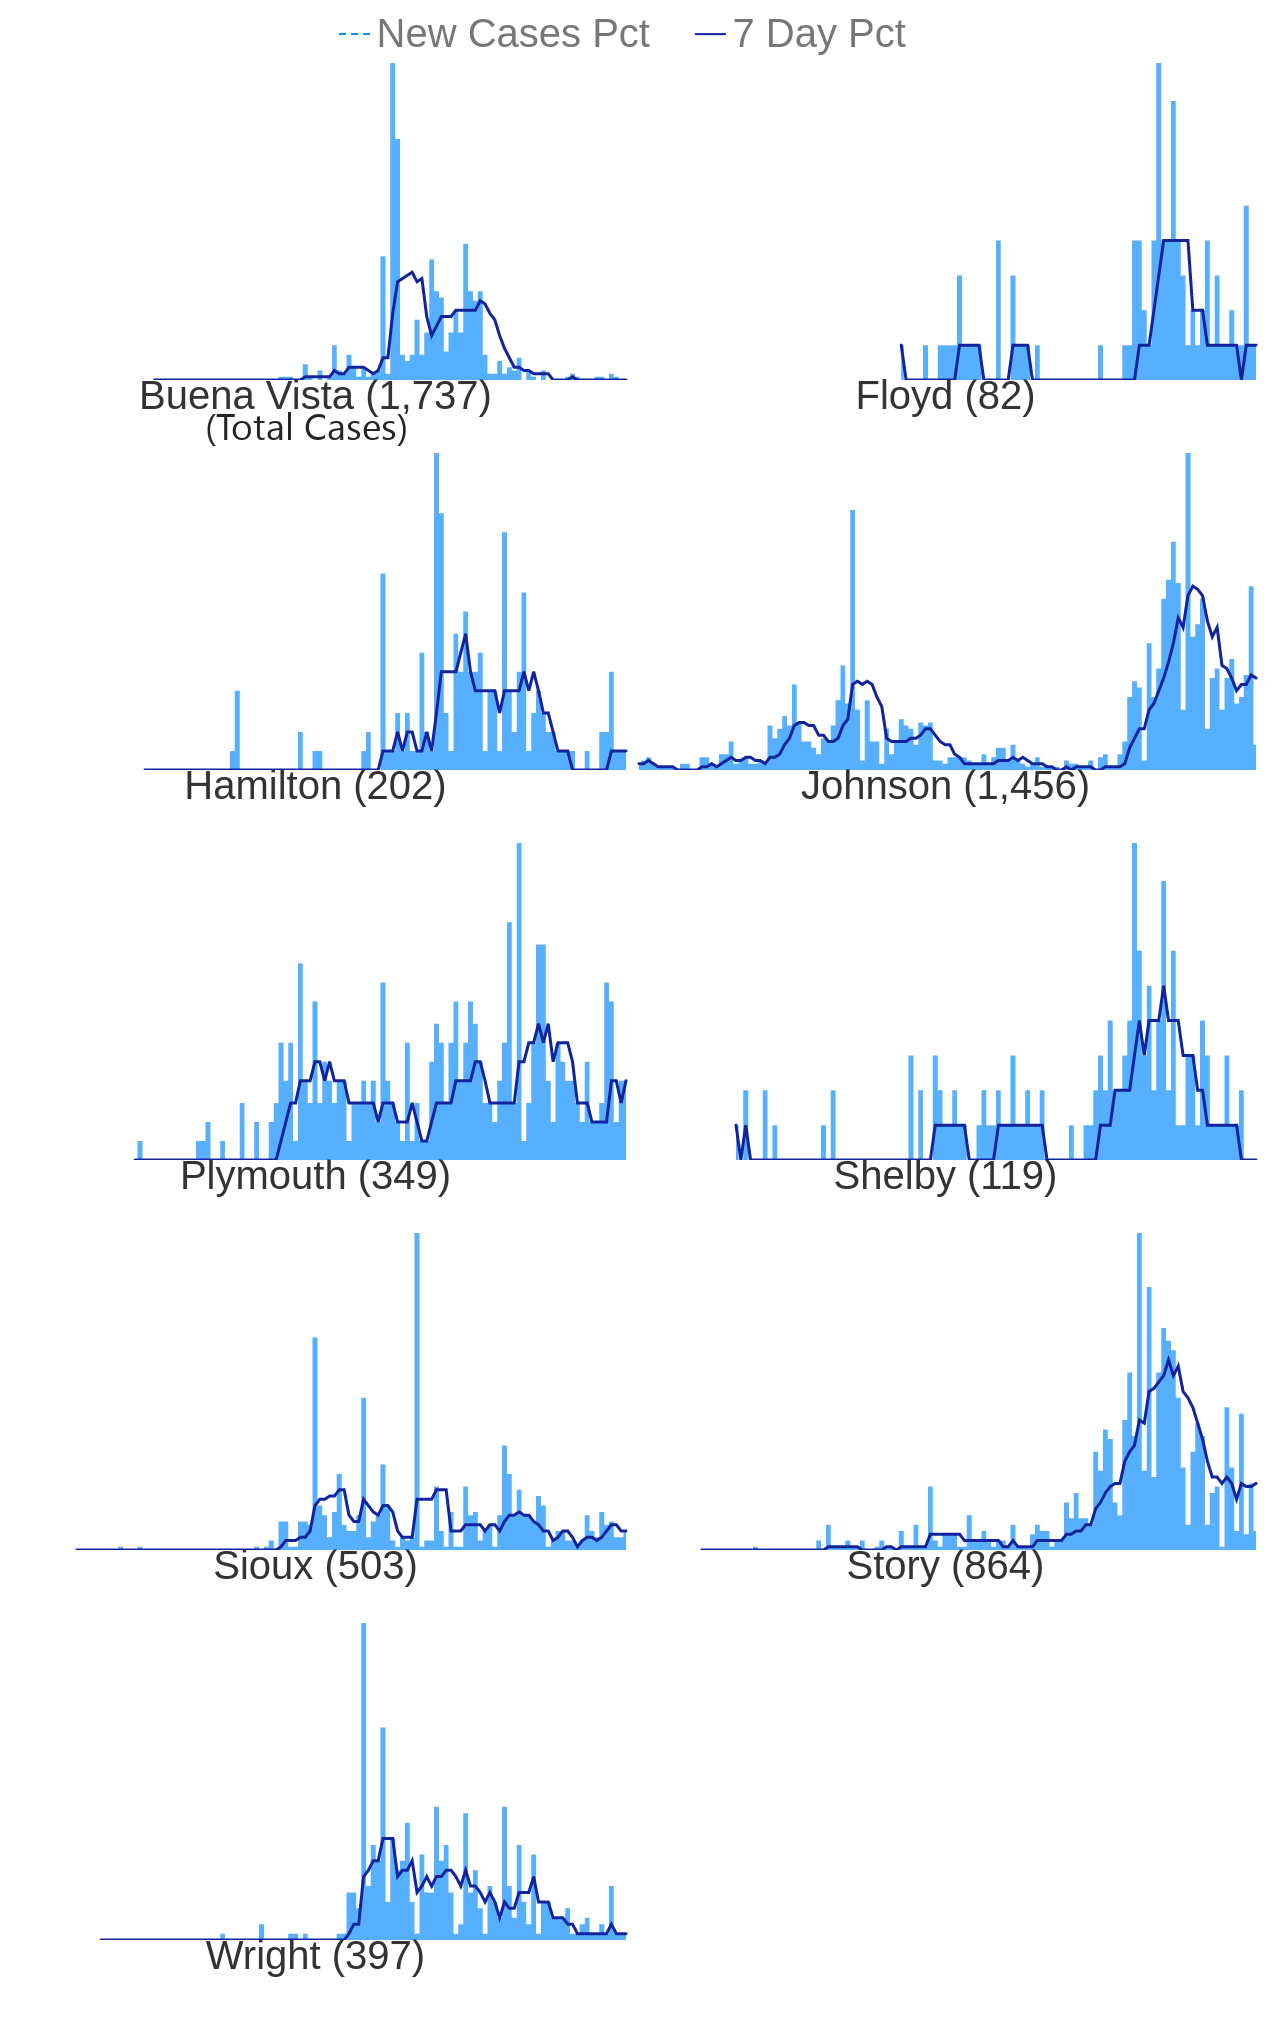 New Cases Pct 7 Day Pct
Buena Vista (1,737)
(Total Cases)
Floyd (82)
Hamilton (202)
Johnson (1,456)
Plymouth (349)
Shelby (119)
Sioux (503)
Story (864)
Wright (397)